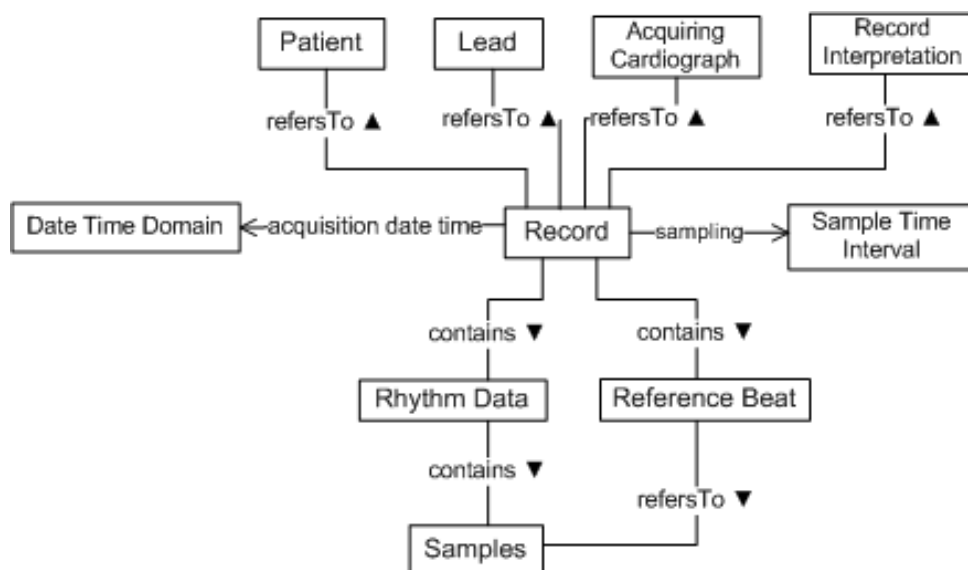 Patient
Lead
Acquiring
Cardiograph
Record
Interpretation
refersTo ▲
refersTo ▲
refersTo ▲
refersTo ▲
Date Time Domain
acquisition date time
Record
sampling
Sample Time
Interval
contains ▼
contains ▼
Rhythm Data
Reference Beat
contains ▼
refersTo ▼
Samples